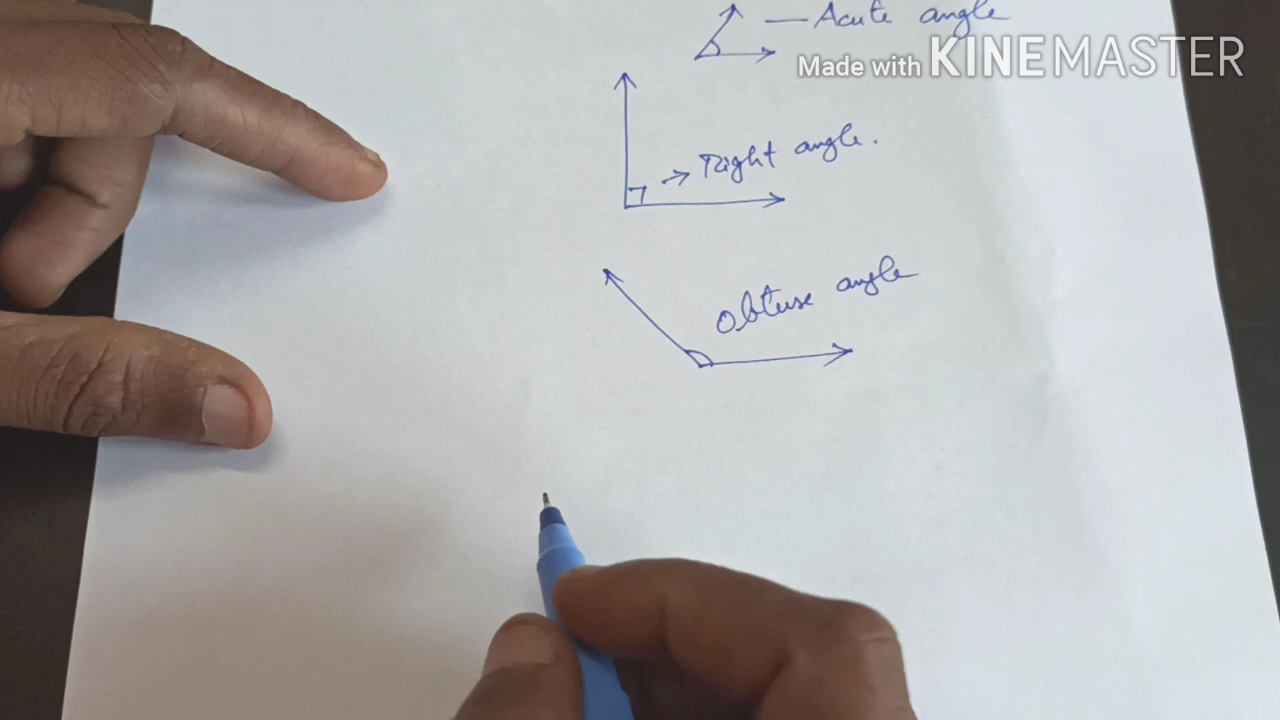 — Acute angle
Made with KINEMASTER
→ Right angle.
obtuse angle